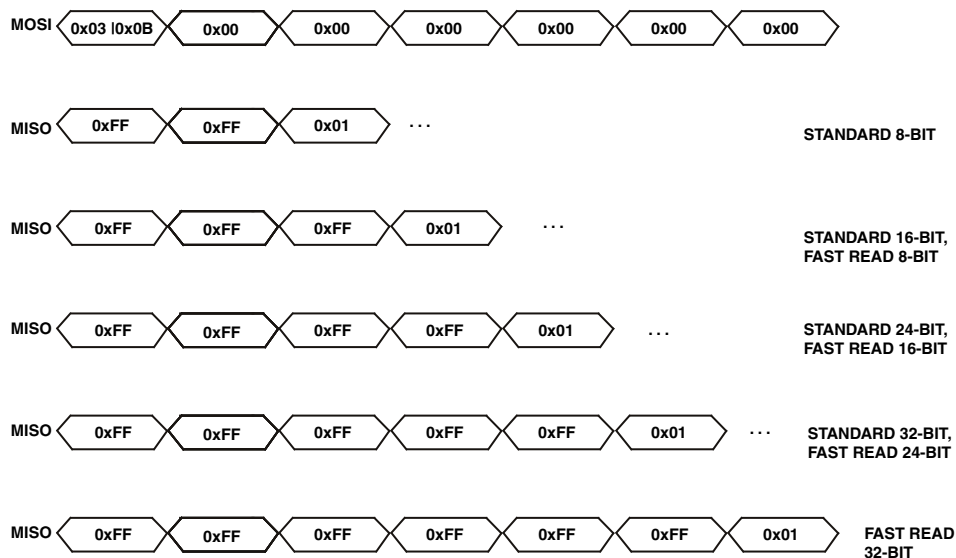 MOSI 0x03 |0x0B 0x00 0x00 0x00 0x00 0x00 0x00
MISO 0xFF 0xFF 0x01 ... STANDARD 8-BIT
MISO 0xFF 0xFF 0xFF 0x01 ... STANDARD 16-BIT,
FAST READ 8-BIT
MISO 0xFF 0xFF 0xFF 0xFF 0x01 ... STANDARD 24-BIT,
FAST READ 16-BIT
MISO 0xFF 0xFF 0xFF 0xFF 0xFF 0x01 ... STANDARD 32-BIT,
FAST READ 24-BIT
MISO 0xFF 0xFF 0xFF 0xFF 0xFF 0xFF 0x01 FAST READ
32-BIT